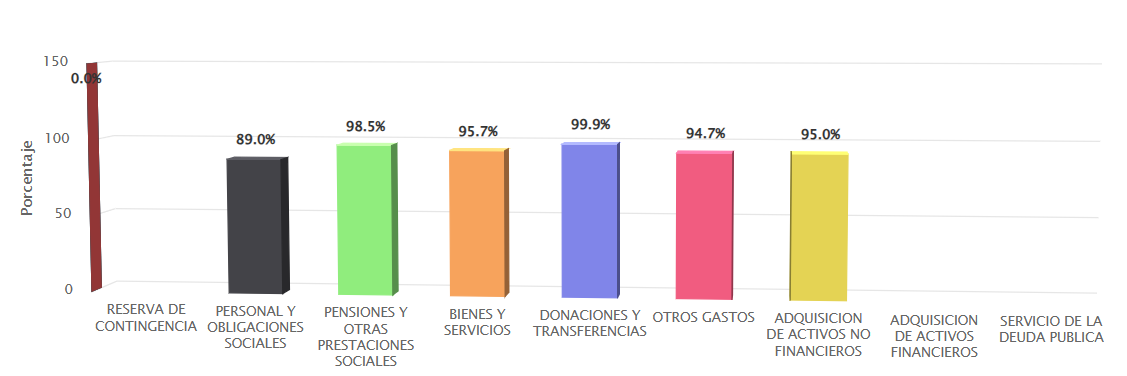 150
100
50
0
Porcentaje
0.0%
89.0%
98.5%
95.7%
99.9%
94.7%
95.0%
RESERVA DE
CONTINGENCIA
PERSONAL Y
OBLIGACIONES
SOCIALES
PENSIONES Y
OTRAS
PRESTACIONES
SOCIALES
BIENES Y
SERVICIOS
DONACIONES Y
TRANSFERENCIAS
OTROS GASTOS
ADQUISICION
DE ACTIVOS NO
FINANCIEROS
ADQUISICION
DE ACTIVOS
FINANCIEROS
SERVICIO DE LA
DEUDA PUBLICA